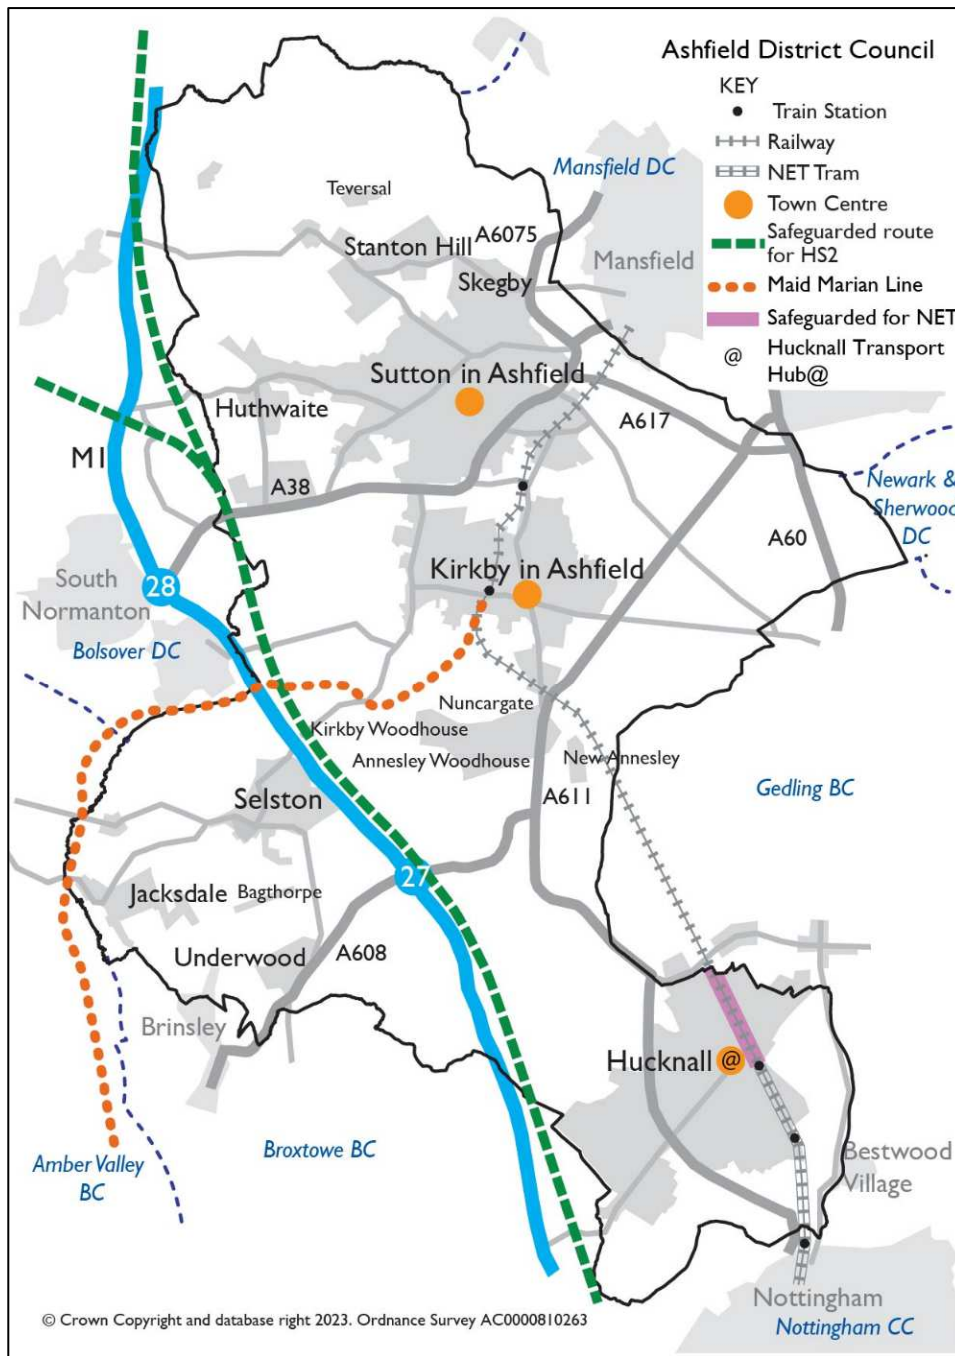 Ashfield District Council
KEY
Train Station
Railway
NET Tram
Town Centre
Safeguarded route
for HS2
Maid Marian Line
Safeguarded for NET
@
Hucknall Transport
Hub@
Mansfield DC
Teversal
A6075
Stanton Hill
Mansfield
Skegby
Sutton in Ashfield
Huthwaite
A617
M1
A38
Newark &
Sherwood
DC
A60
Kirkby in Ashfield
28
South
Normanton
Bolsover DC
Nuncargate
Kirkby Woodhouse
Annesley Woodhouse
New Annesley
Selston
A611
Gedling BC
27
Jacksdale
Bagthorpe
Underwood
A608
Brinsley
Hucknall
@
Amber Valley
BC
Broxtowe BC
Bestwood
Village
Nottingham
Nottingham CC
© Crown Copyright and database right 2023. Ordnance Survey AC0000810263